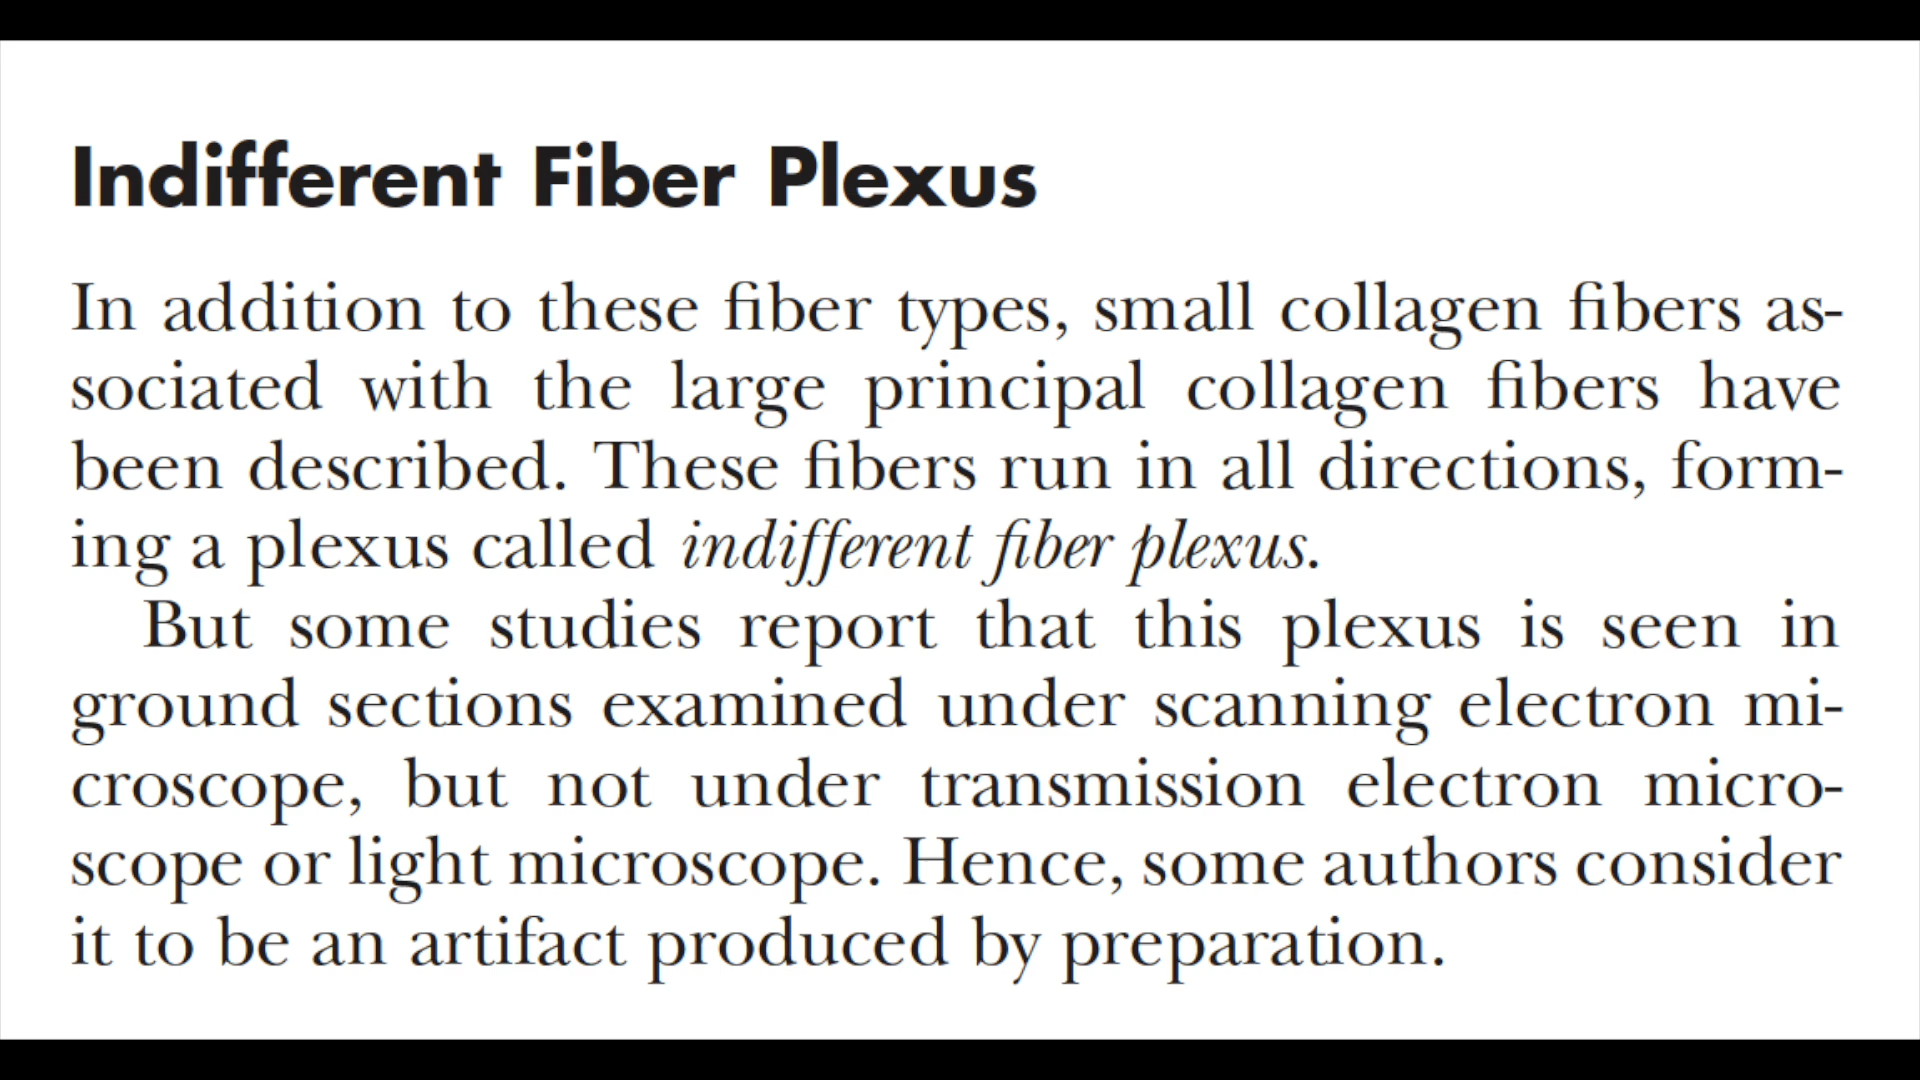 Indifferent Fiber Plexus
In addition to these fiber types, small collagen fibers as-
sociated with the large principal collagen fibers have
been described. These fibers run in all directions, form-
ing a plexus called indifferent fiber plexus.
But some studies report that this plexus is seen in
ground sections examined under scanning electron mi-
croscope, but not under transmission electron micro-
scope or light microscope. Hence, some authors consider
it to be an artifact produced by preparation.